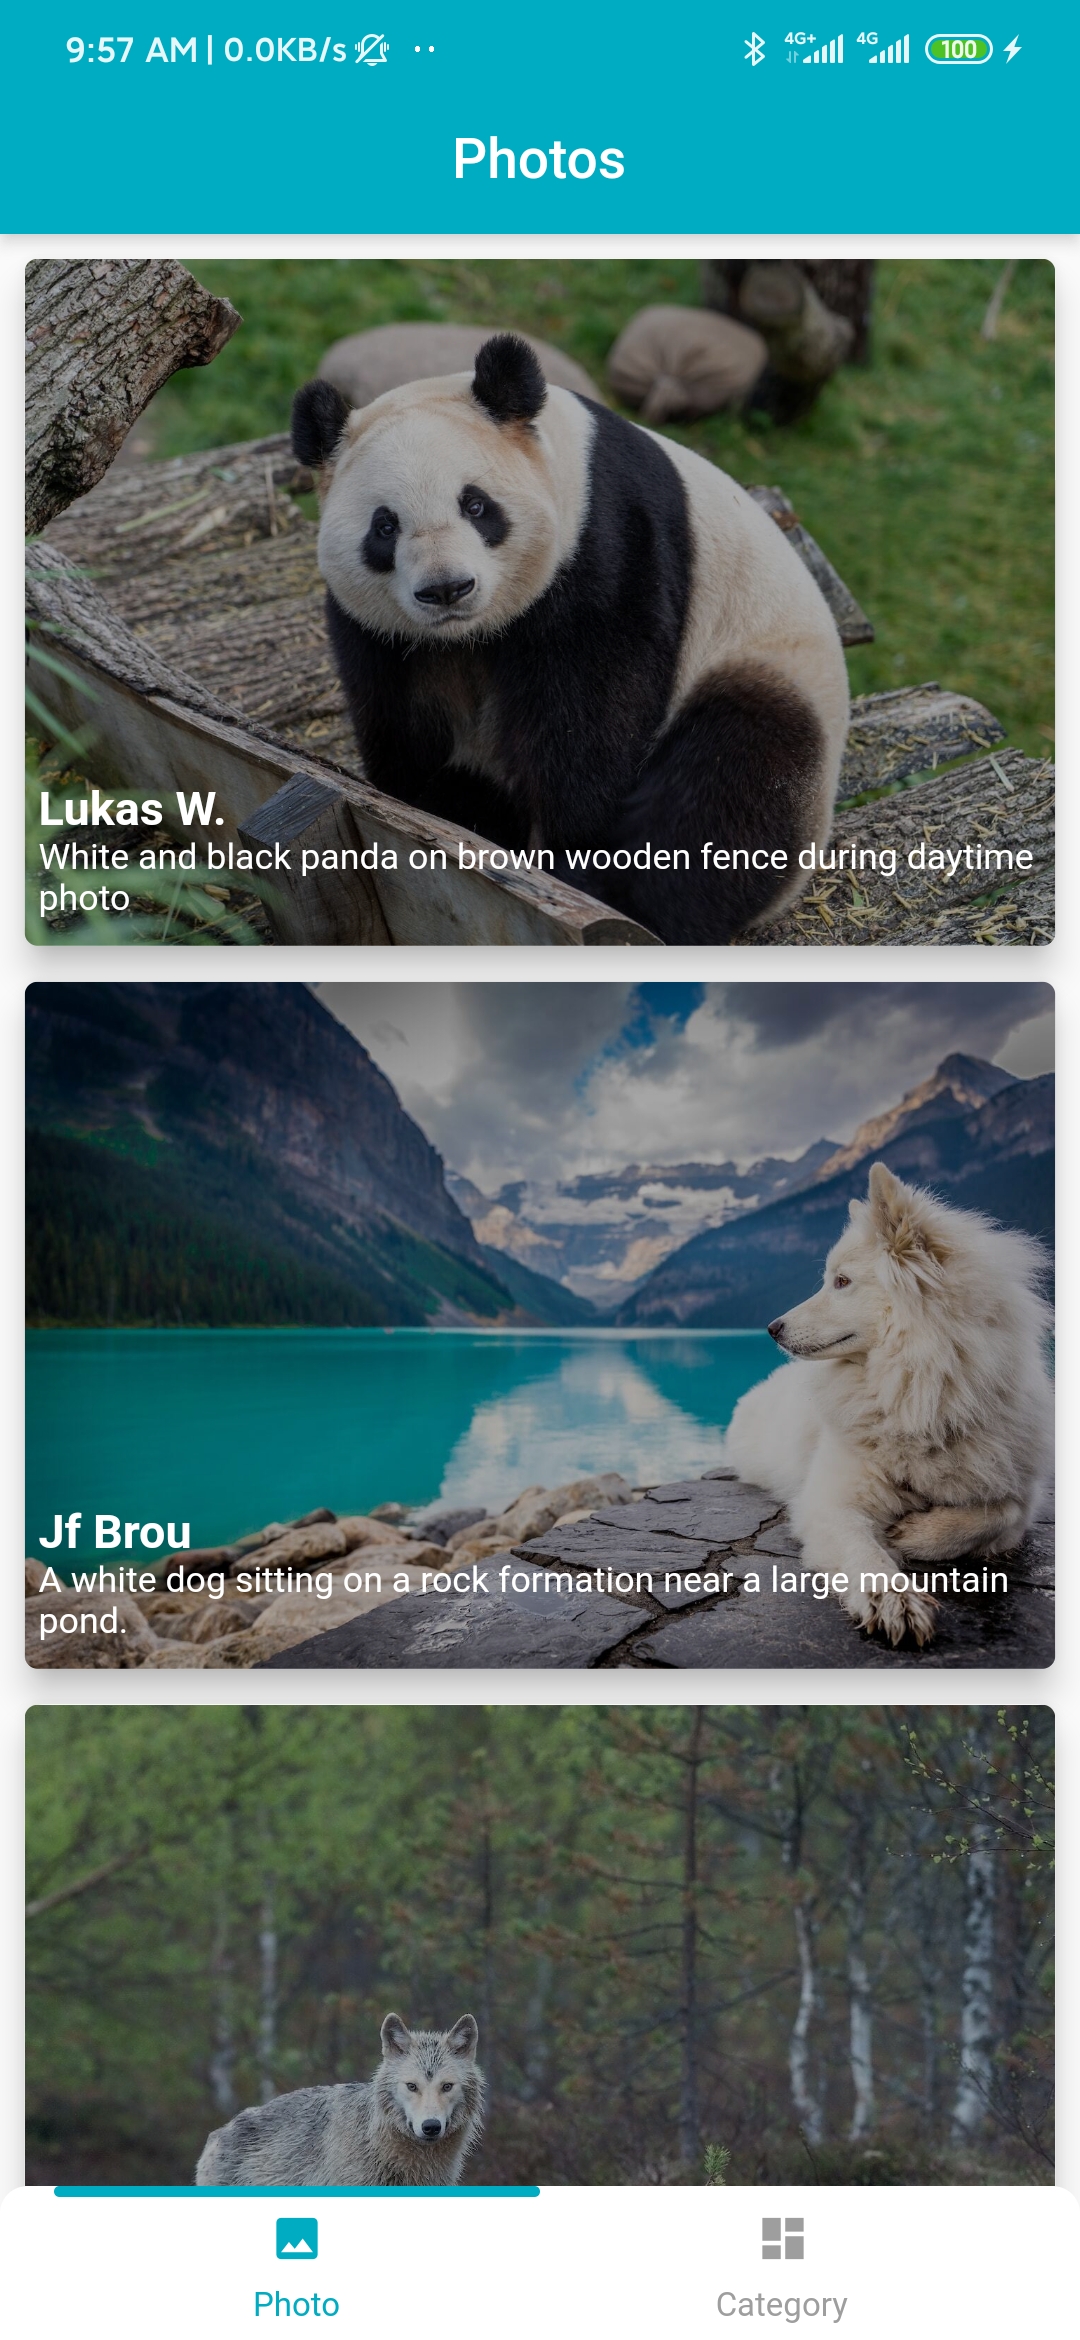 9:57 AM | 0.0KB/s
4G+ 4G 100
Photos
Lukas W.
White and black panda on brown wooden fence during daytime
photo
Jf Brou
A white dog sitting on a rock formation near a large mountain
pond.
Photo
Category